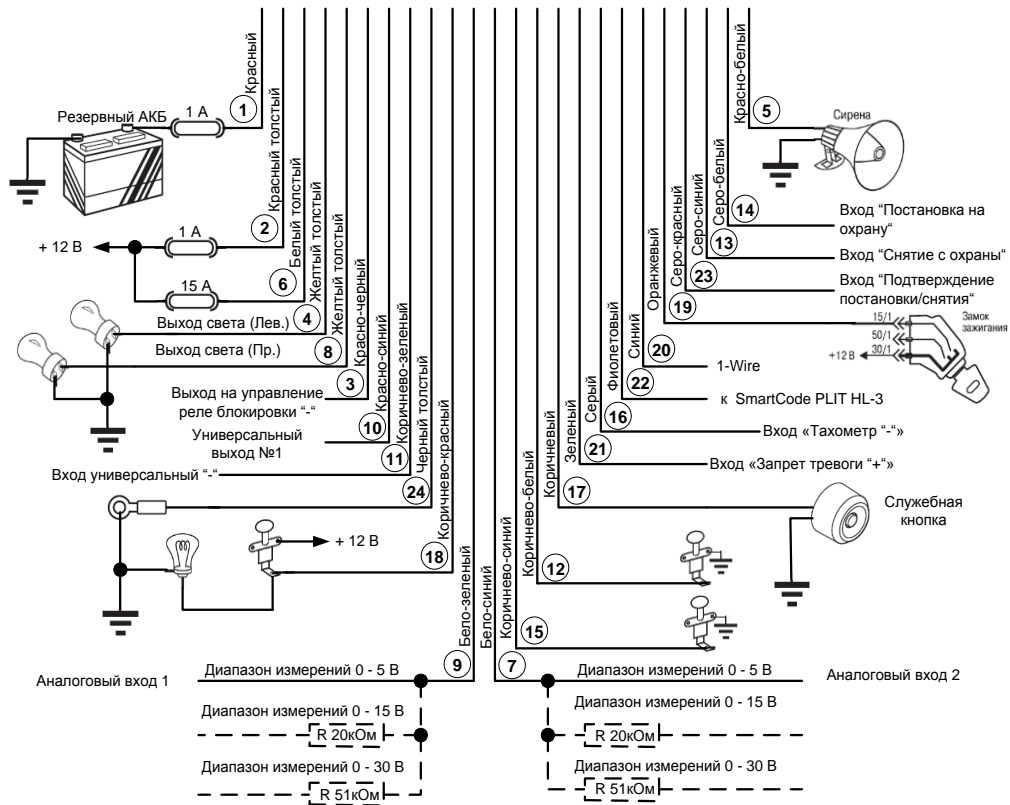 Красный
1
1 А
Резервный АКБ
Красный толстый
2
+ 12 В
1 А
Белый толстый
6
15 А
Желтый толстый
4
Выход света (Лев.)
Желтый толстый
8
Выход света (Пр.)
Красно-черный
3
Выход на управление
реле блокировки "-"
Красно-синий
10
Универсальный
выход №1
Коричнево-зеленый
11
Вход универсальный "-"
Черный толстый
24
Коричнево-красный
18
+ 12 В
Бело-зеленый
9
Аналоговый вход 1
Диапазон измерений 0 - 5 В
Диапазон измерений 0 - 15 В
R 20кОм
Диапазон измерений 0 - 30 В
R 51кОм
Красно-белый
5
Сирена
Серо-белый
14
Вход "Постановка на
охрану"
Серо-синий
13
Вход "Снятие с охраны"
Серо-красный
23
Вход "Подтверждение
постановки/снятия"
Оранжевый
19
15/1
50/1
30/1
+12 В
Замок
зажигания
Синий
20
1-Wire
Фиолетовый
22
к SmartCode PLIT HL-3
Серый
16
Вход «Тахометр "-"»
Зеленый
21
Вход «Запрет тревоги "+"»
Коричневый
17
Служебная
кнопка
Коричнево-белый
12
Коричнево-синий
15
Бело-синий
7
Диапазон измерений 0 - 5 В
Аналоговый вход 2
Диапазон измерений 0 - 15 В
R 20кОм
Диапазон измерений 0 - 30 В
R 51кОм